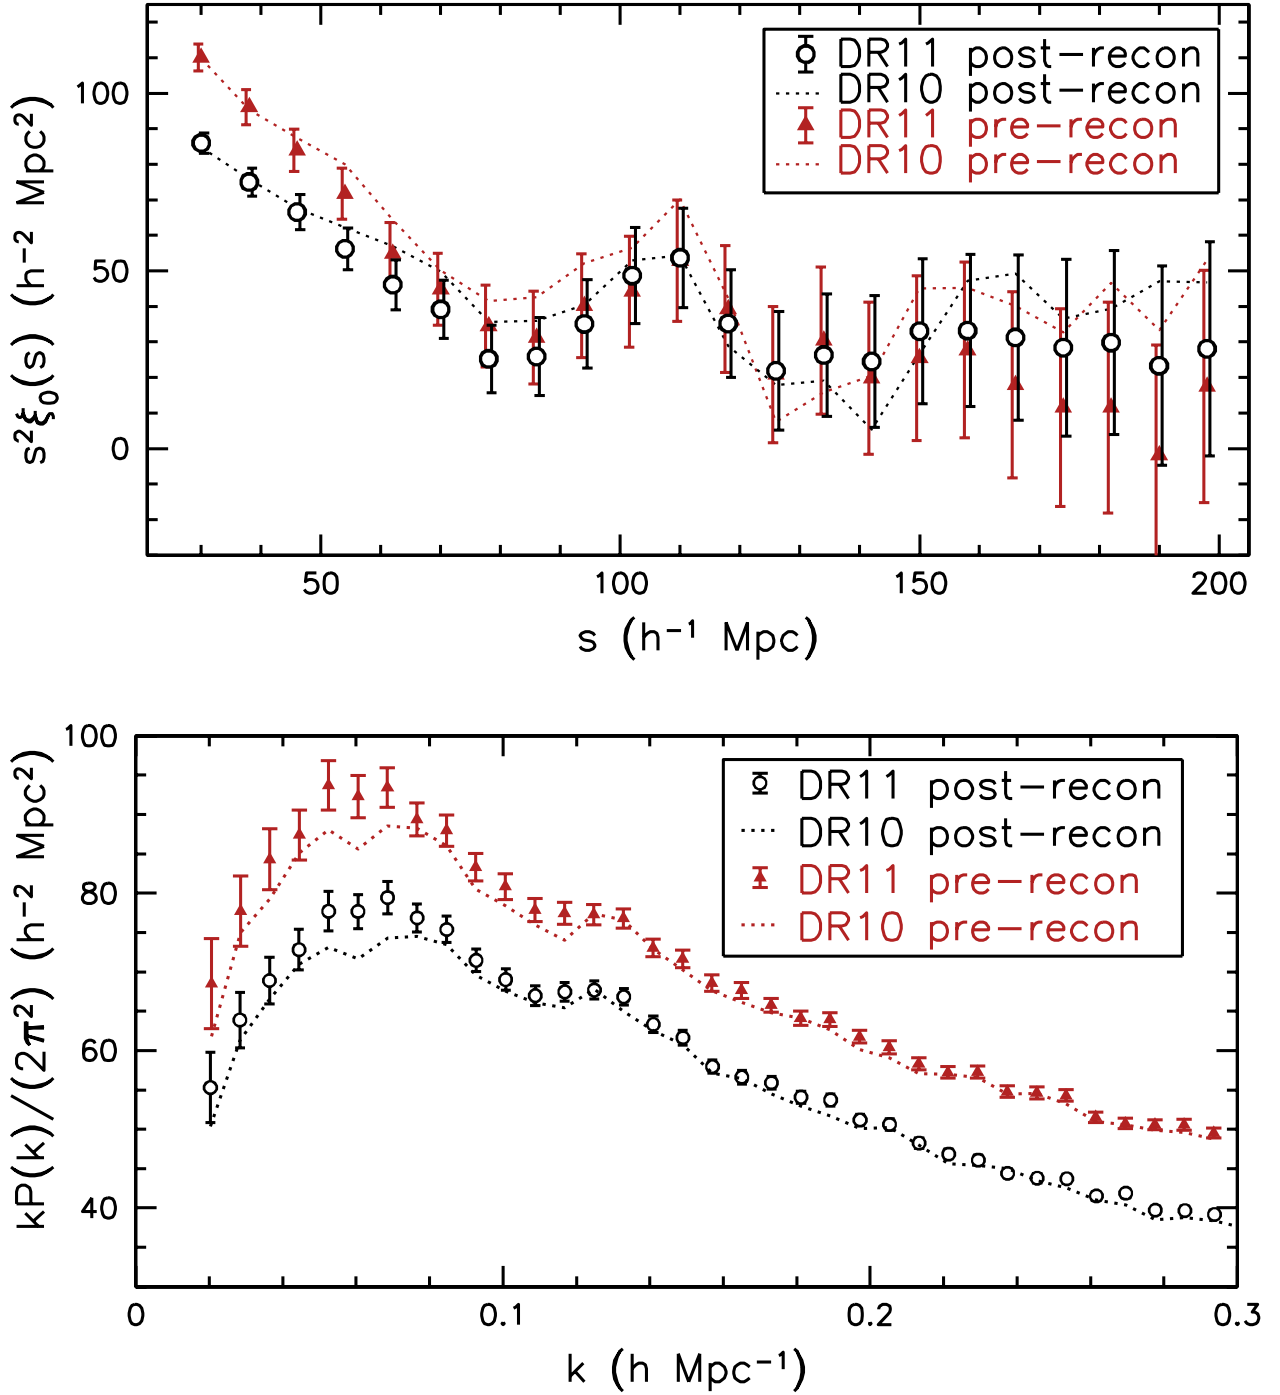 DR11 post-recon
DR10 post-recon
DR11 pre-recon
DR10 pre-recon
s²ξ₀(s) (h⁻² Mpc²)
100
50
0
50
100
150
200
s (h⁻¹ Mpc)
DR11 post-recon
DR10 post-recon
DR11 pre-recon
DR10 pre-recon
kP(k)/(2π²) (h⁻² Mpc²)
100
80
60
40
0
0.1
0.2
0.3
k (h Mpc⁻¹)